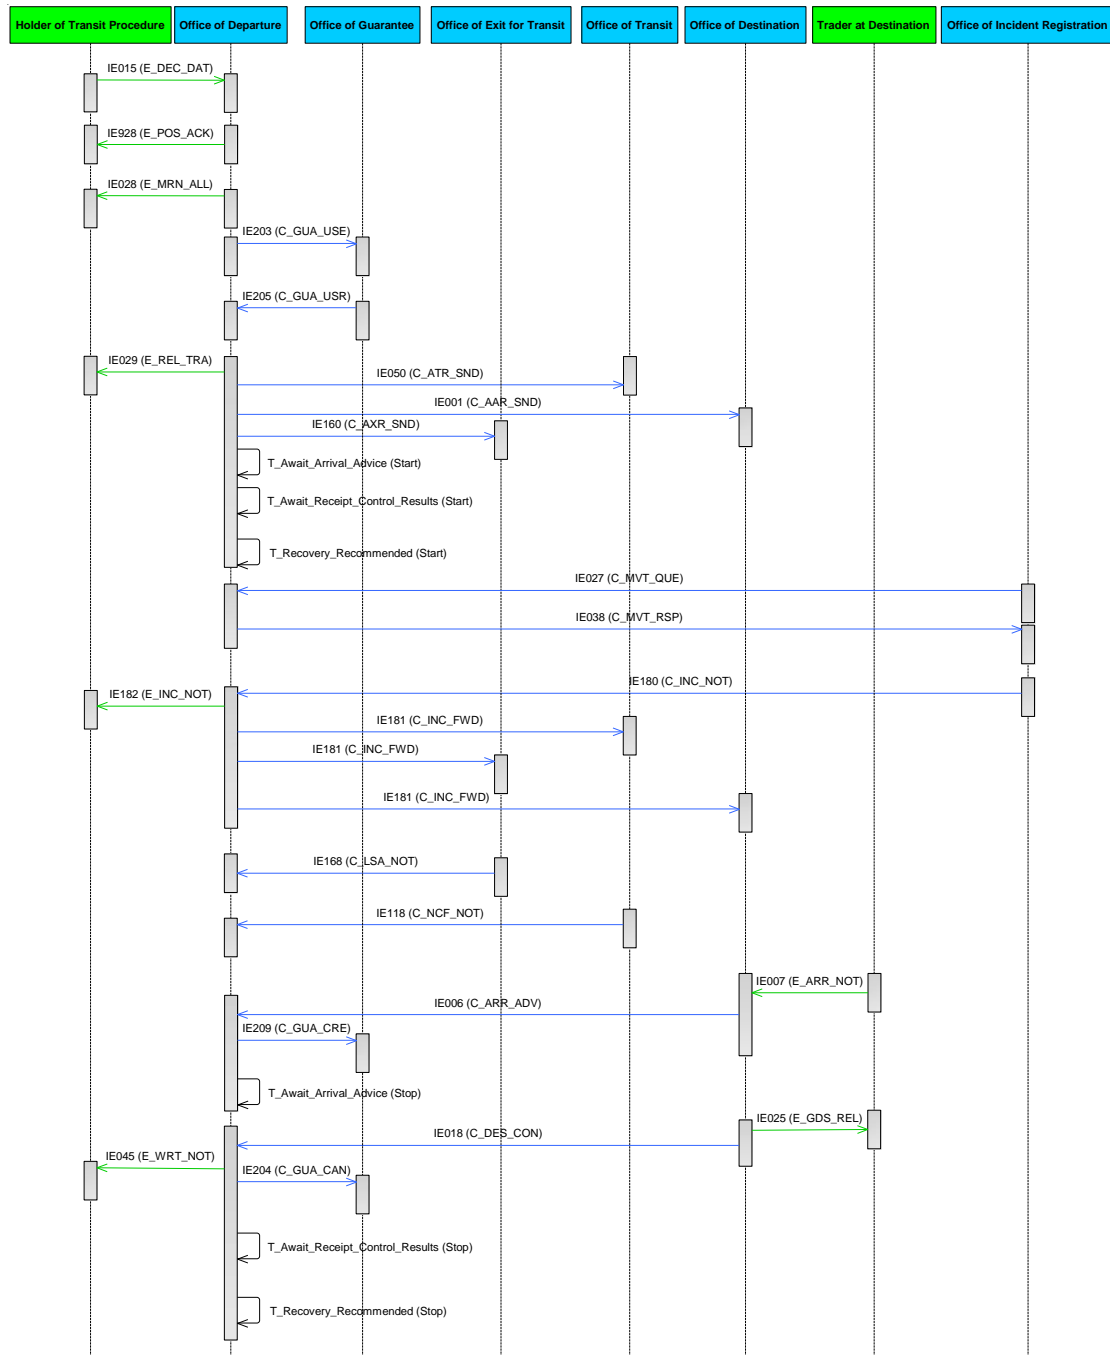 Holder of Transit Procedure
Office of Departure
Office of Guarantee
Office of Exit for Transit
Office of Transit
Office of Destination
Trader at Destination
Office of Incident Registration
IE015 (E_DEC_DAT)
IE928 (E_POS_ACK)
IE028 (E_MRN_ALL)
IE203 (C_GUA_USE)
IE205 (C_GUA_USR)
IE029 (E_REL_TRA)
IE050 (C_ATR_SND)
IE001 (C_AAR_SND)
IE160 (C_AXR_SND)
T_Await_Arrival_Advice (Start)
T_Await_Receipt_Control_Results (Start)
T_Recovery_Recommended (Start)
IE027 (C_MVT_QUE)
IE038 (C_MVT_RSP)
IE180 (C_INC_NOT)
IE182 (E_INC_NOT)
IE181 (C_INC_FWD)
IE181 (C_INC_FWD)
IE181 (C_INC_FWD)
IE168 (C_LSA_NOT)
IE118 (C_NCF_NOT)
IE007 (E_ARR_NOT)
IE006 (C_ARR_ADV)
IE209 (C_GUA_CRE)
T_Await_Arrival_Advice (Stop)
IE025 (E_GDS_REL)
IE018 (C_DES_CON)
IE045 (E_WRT_NOT)
IE204 (C_GUA_CAN)
T_Await_Receipt_Control_Results (Stop)
T_Recovery_Recommended (Stop)